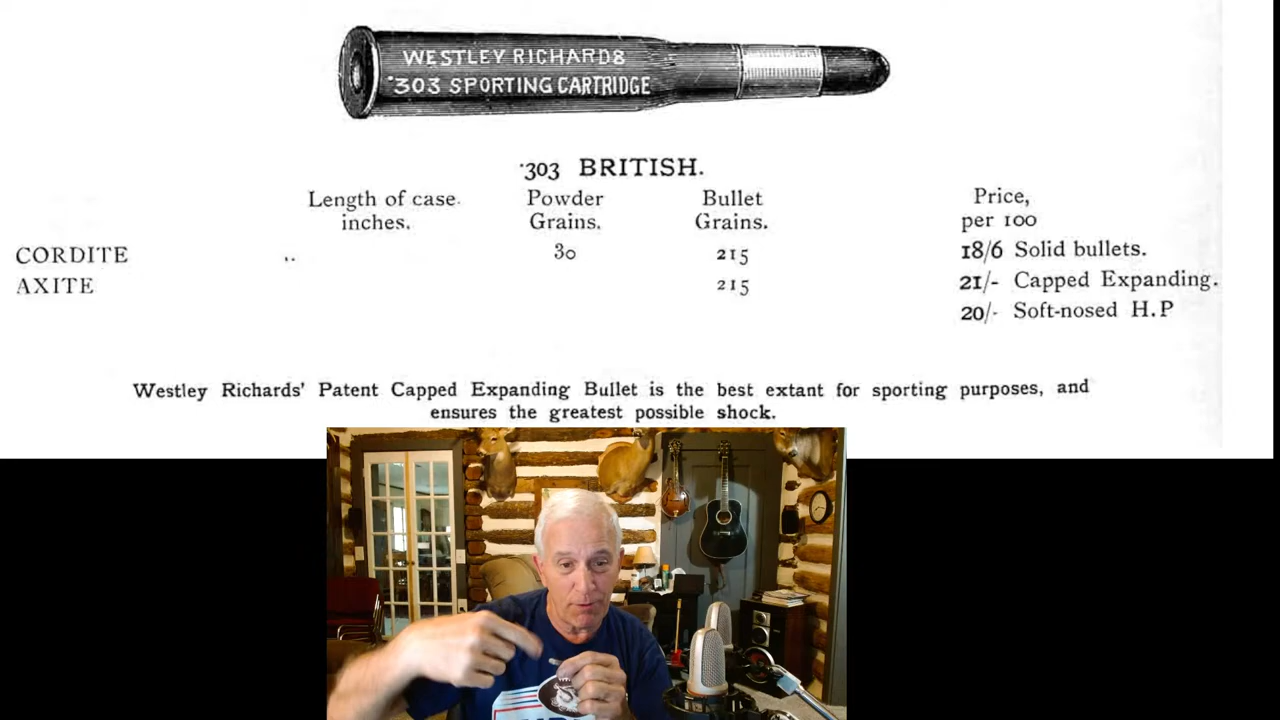 WESTLEY RICHARDS
.303 SPORTING CARTRIDGE
.303 BRITISH.
Length of case Powder Bullet Price,
inches. Grains. Grains. per 100
CORDITE .. 30 215 18/6 Solid bullets.
AXITE 215 21/- Capped Expanding.
20/- Soft-nosed H.P
Westley Richards' Patent Capped Expanding Bullet is the best extant for sporting purposes, and
ensures the greatest possible shock.